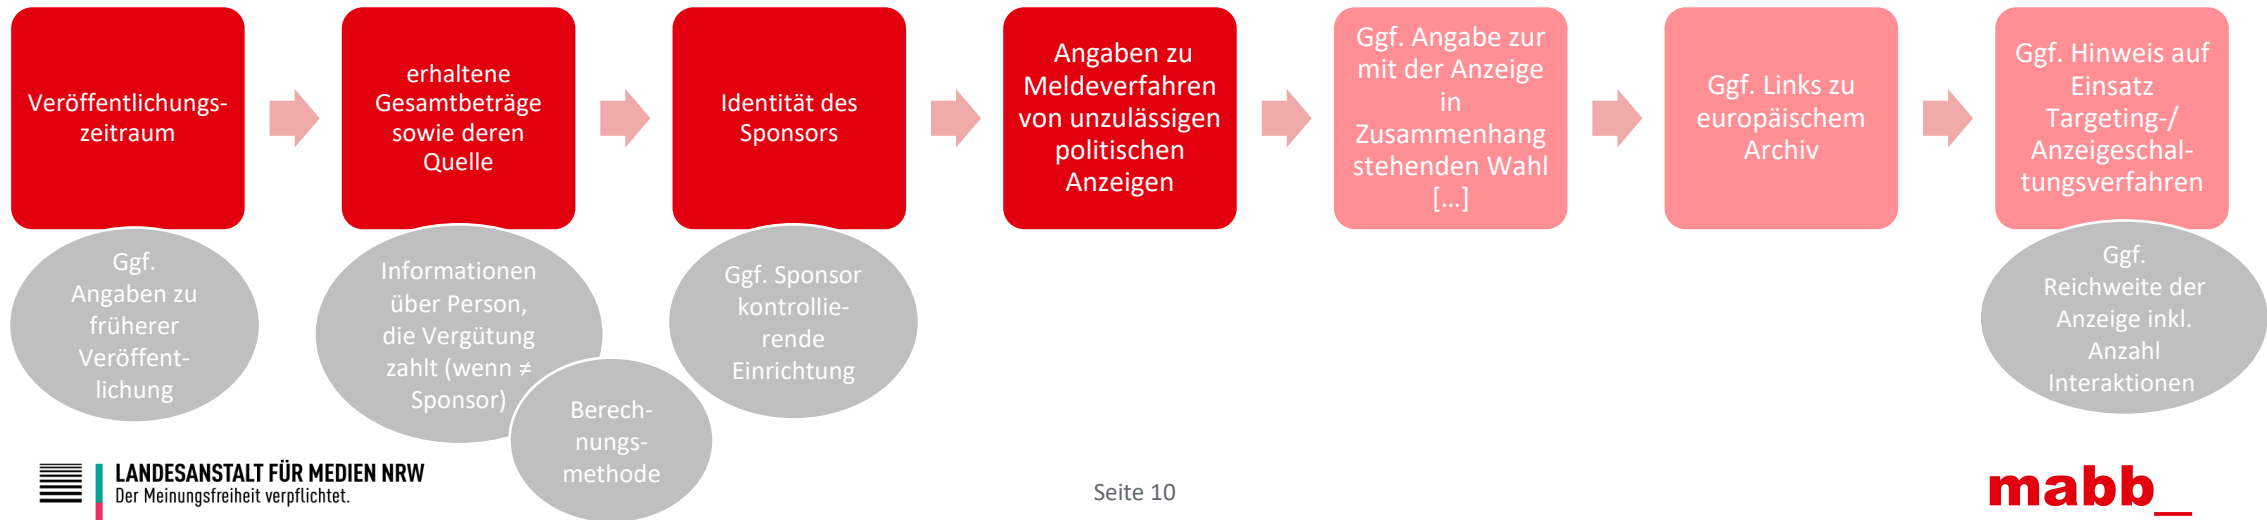 Veröffentlichungs-
zeitraum
erhaltene
Gesamtbeträge
sowie deren
Quelle
Identität des
Sponsors
Angaben zu
Meldeverfahren
von unzulässigen
politischen
Anzeigen
Ggf. Angabe zur
mit der Anzeige
in
Zusammenhang
stehenden Wahl
[…]
Ggf. Links zu
europäischem
Archiv
Ggf. Hinweis auf
Einsatz
Targeting-/
Anzeigeschal-
tungsverfahren
Ggf.
Angaben zu
früherer
Veröffent-
lichung
Informationen
über Person,
die Vergütung
zahlt (wenn ≠
Sponsor)
Berech-
nungs-
methode
Ggf. Sponsor
kontrollie-
rende
Einrichtung
Ggf.
Reichweite der
Anzeige inkl.
Anzahl
Interaktionen
LANDESANSTALT FÜR MEDIEN NRW
Der Meinungsfreiheit verpflichtet.
Seite 10
mabb_